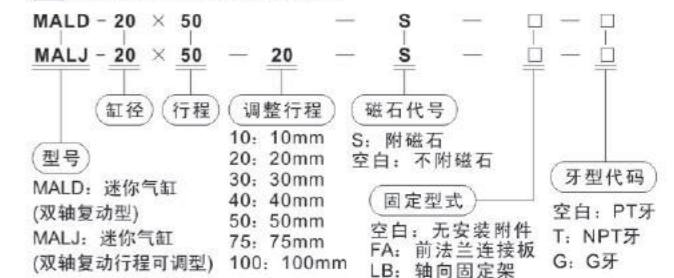 MALD - 20 × 50 — S — □ — □
MALJ - 20 × 50 — 20 — S — □ — □
缸径 行程 调整行程 磁石代号
10: 10mm
20: 20mm
30: 30mm
40: 40mm
50: 50mm
75: 75mm
100: 100mm
S: 附磁石
空白: 不附磁石
型号
MALD: 迷你气缸
(双轴复动型)
MALJ: 迷你气缸
(双轴复动行程可调型)
固定型式
空白: 无安装附件
FA: 前法兰连接板
LB: 轴向固定架
牙型代码
空白: PT牙
T: NPT牙
G: G牙